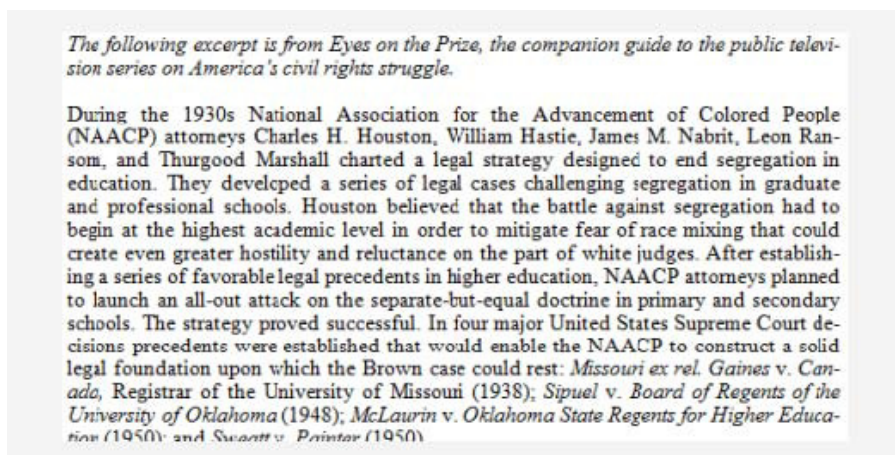 The following excerpt is from Eyes on the Prize, the companion guide to the public televi-
sion series on America's civil rights struggle.
During the 1930s National Association for the Advancement of Colored People
(NAACP) attorneys Charles H. Houston, William Hastie, James M. Nabrit, Leon Ran-
som, and Thurgood Marshall charted a legal strategy designed to end segregation in
education. They developed a series of legal cases challenging segregation in graduate
and professional schools. Houston believed that the battle against segregation had to
begin at the highest academic level in order to mitigate fear of race mixing that could
create even greater hostility and reluctance on the part of white judges. After establish-
ing a series of favorable legal precedents in higher education, NAACP attorneys planned
to launch an all-out attack on the separate-but-equal doctrine in primary and secondary
schools. The strategy proved successful. In four major United States Supreme Court de-
cisions precedents were established that would enable the NAACP to construct a solid
legal foundation upon which the Brown case could rest: Missouri ex rel. Gaines v. Can-
ada, Registrar of the University of Missouri (1938); Sipuel v. Board of Regents of the
University of Oklahoma (1948); McLaurin v. Oklahoma State Regents for Higher Educa-
tion (1950); and Sweatt v. Painter (1950)